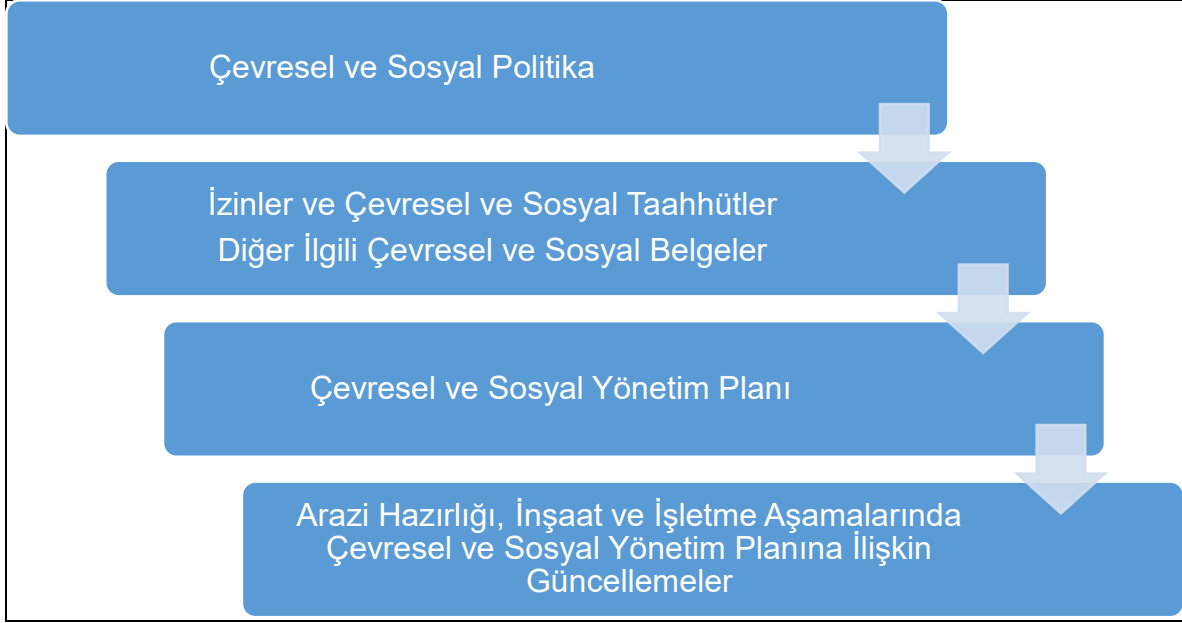 Çevresel ve Sosyal Politika
İzinler ve Çevresel ve Sosyal Taahhütler
Diğer İlgili Çevresel ve Sosyal Belgeler
Çevresel ve Sosyal Yönetim Planı
Arazi Hazırlığı, İnşaat ve İşletme Aşamalarında
Çevresel ve Sosyal Yönetim Planına İlişkin
Güncellemeler